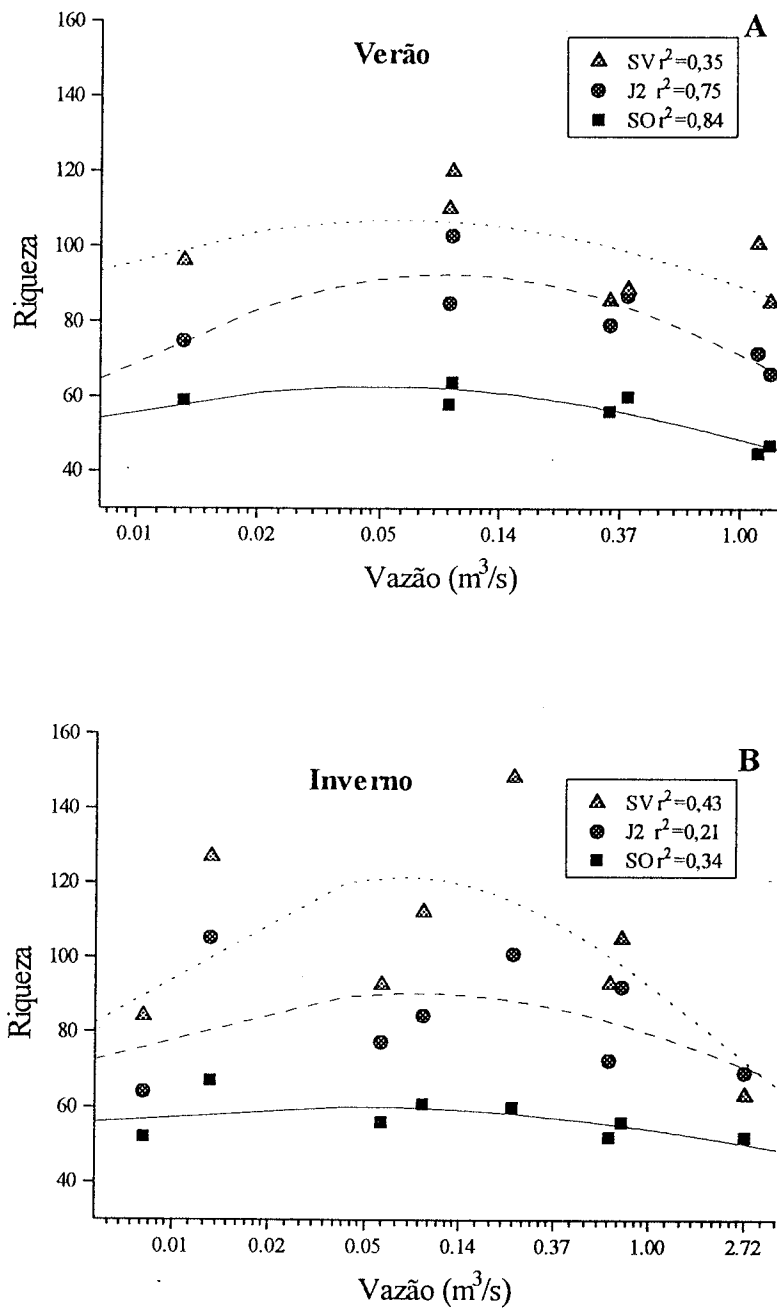 A
Verão
SV r²=0,35
J2 r²=0,75
SO r²=0,84
160
140
120
100
80
60
40
Riqueza
0.01 0.02 0.05 0.14 0.37 1.00
Vazão (m³/s)
B
Inverno
SV r²=0,43
J2 r²=0,21
SO r²=0,34
160
140
120
100
80
60
40
Riqueza
0.01 0.02 0.05 0.14 0.37 1.00 2.72
Vazão (m³/s)